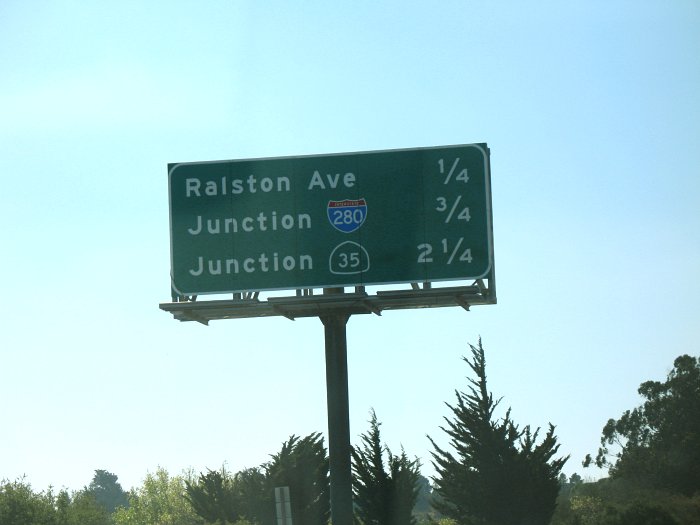 Ralston Ave 1/4
Junction 280 3/4
Junction 35 2 1/4